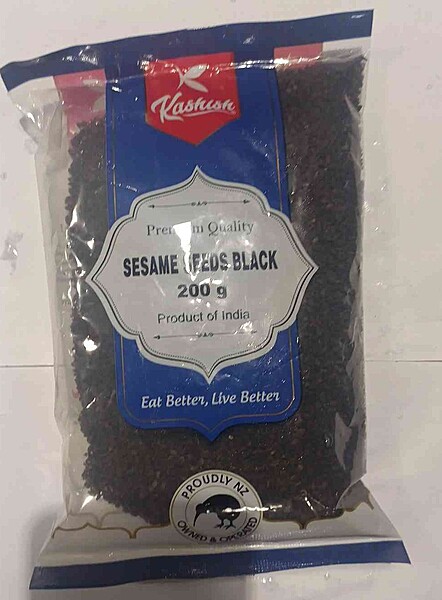 Kashish
Premium Quality
SESAME SEEDS BLACK
200 g
Product of India
Eat Better, Live Better
PROUDLY NZ
OWNED & OPERATED